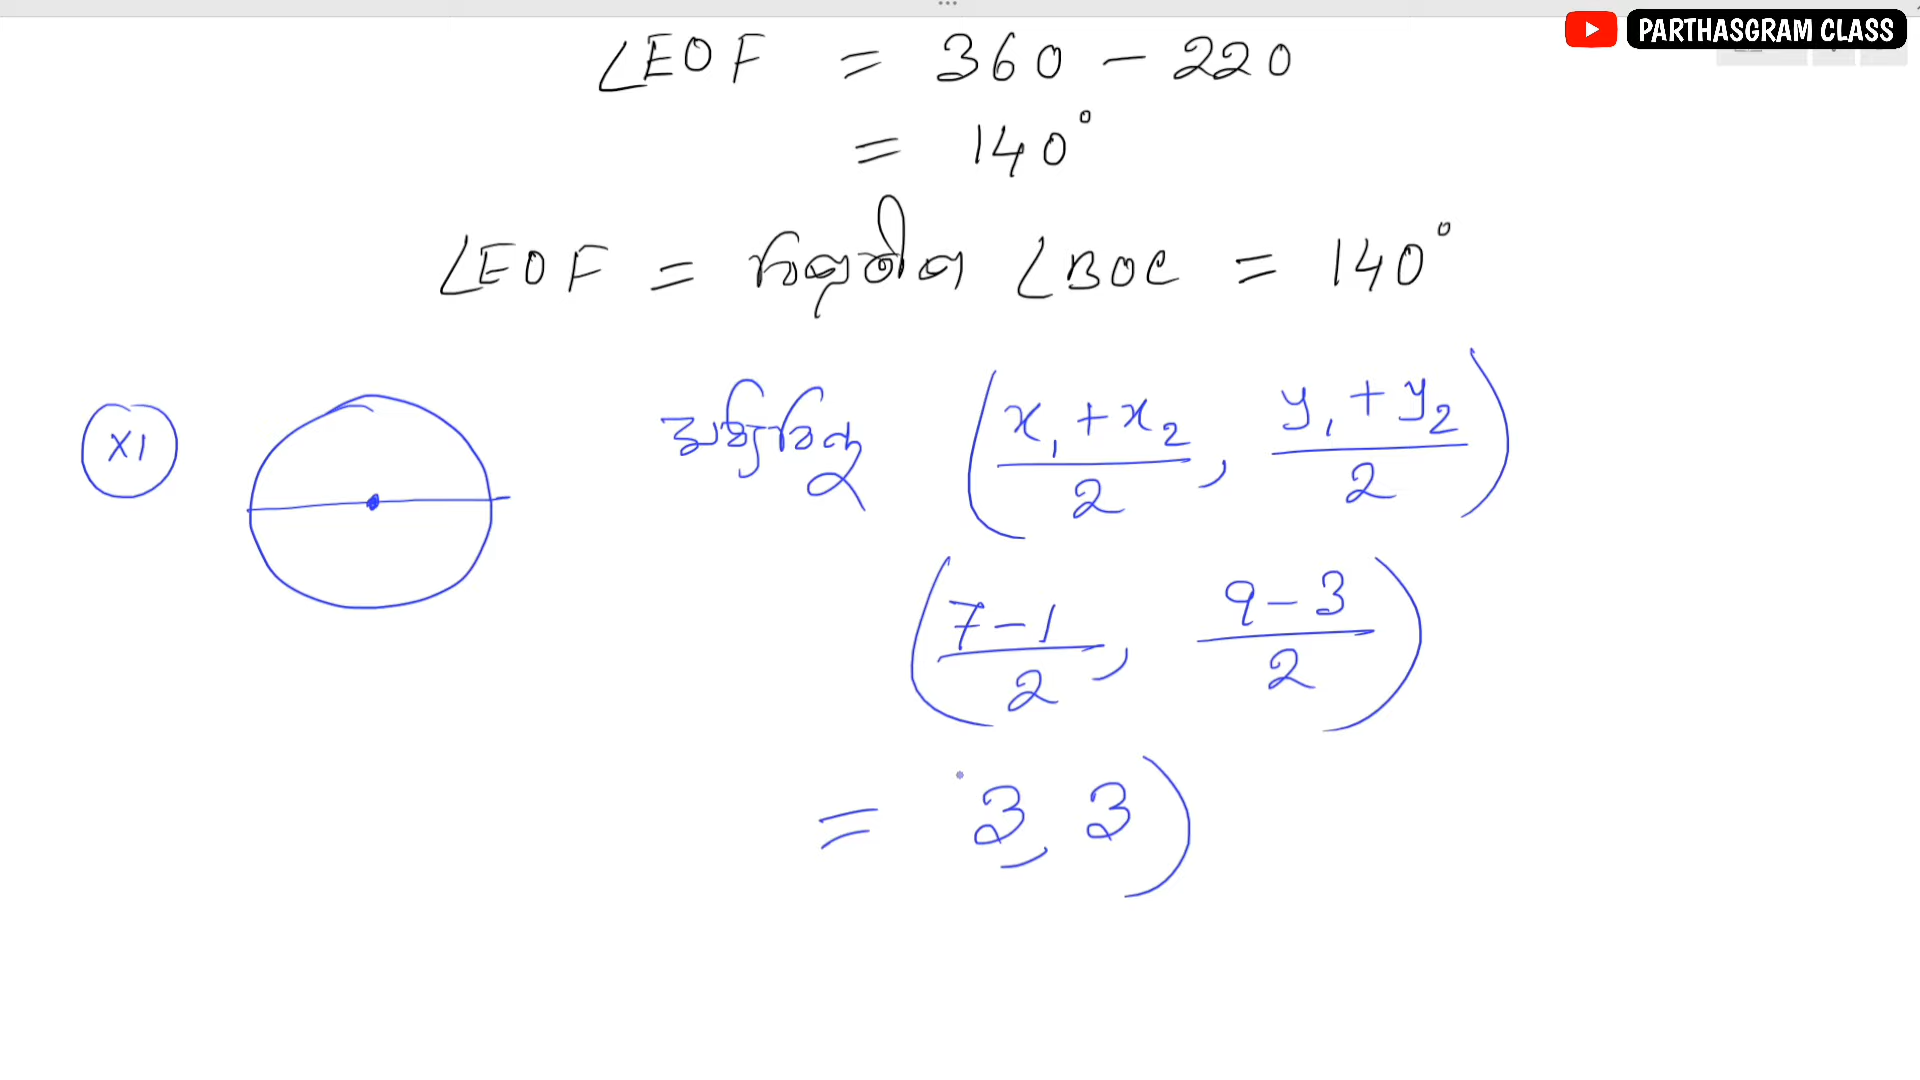 PARTHASGRAM CLASS
∠EOF = 360 - 220
= 140°
∠EOF = বিপ্রতীপ ∠BOC = 140°
XI মধ্যবিন্দু (x₁ + x₂ / 2, y₁ + y₂ / 2)
(7 - 1 / 2, 9 - 3 / 2)
= 3, 3)